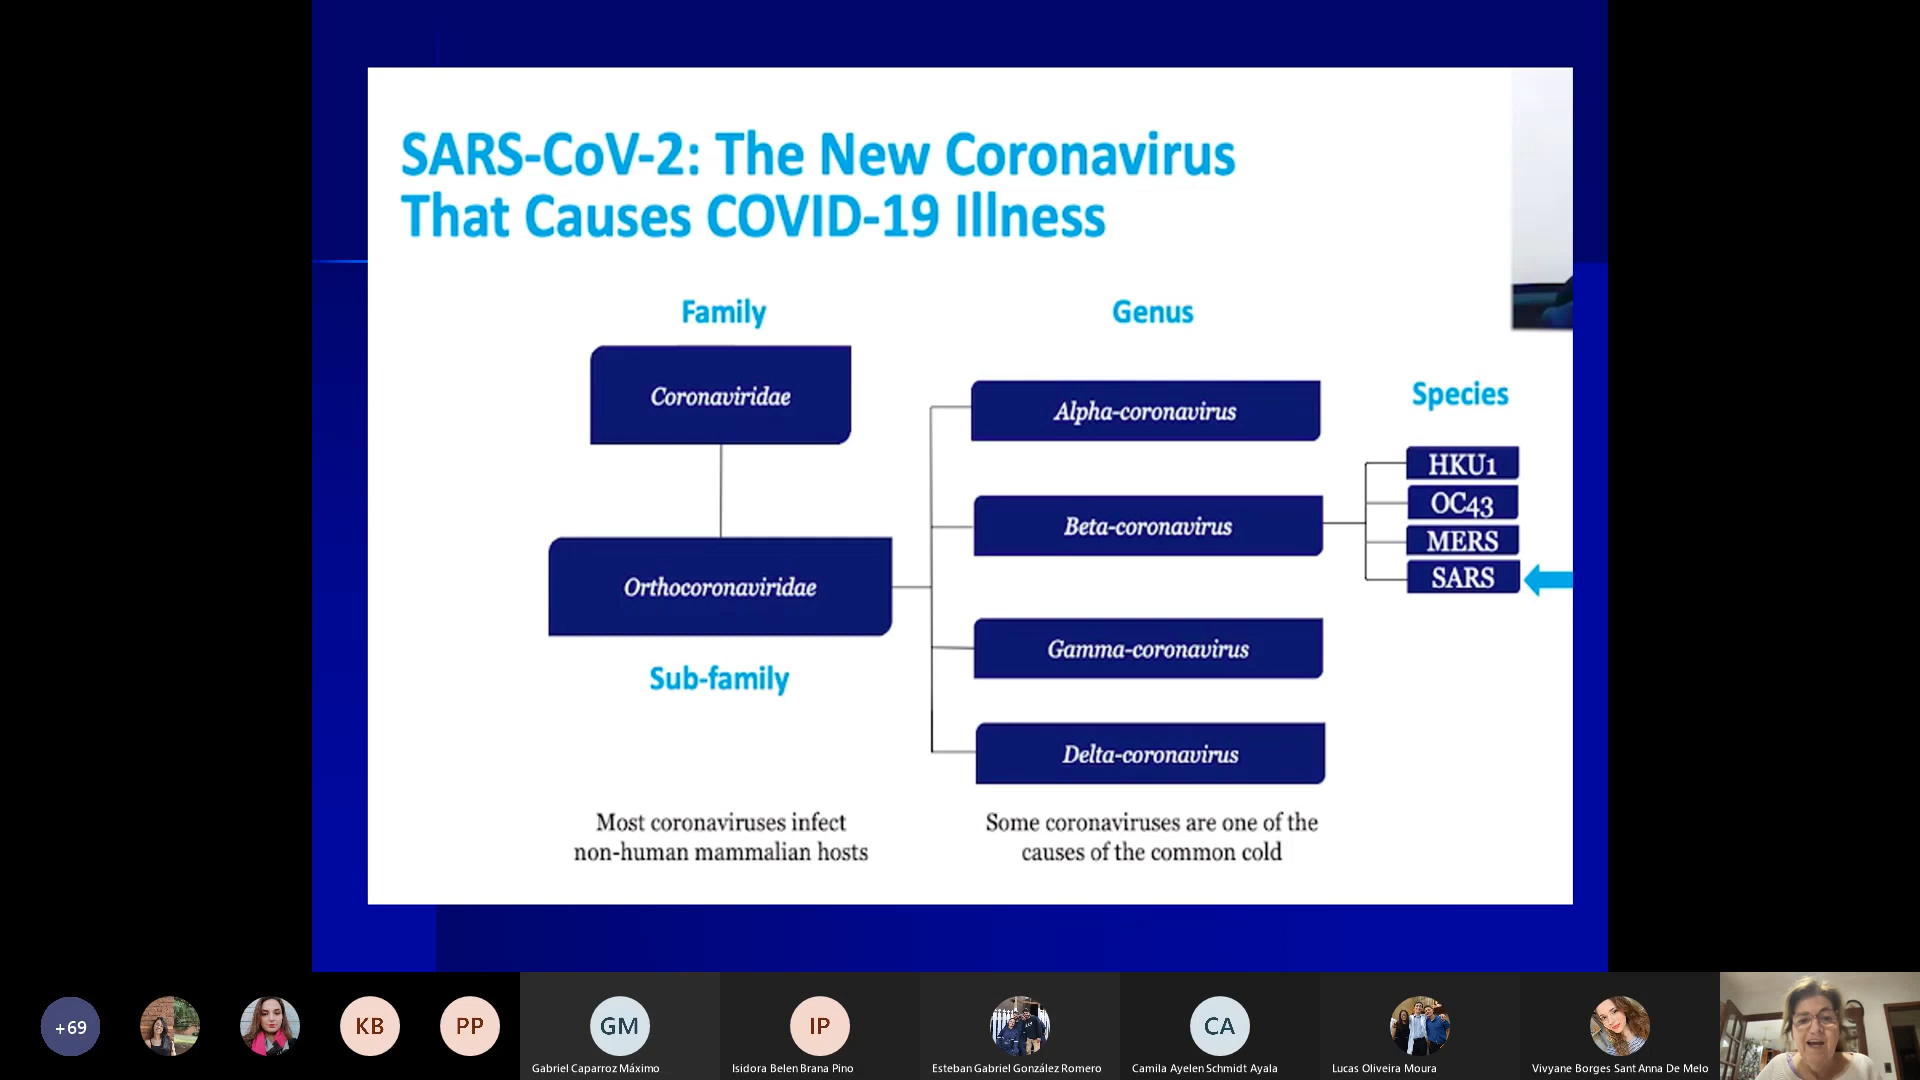 SARS-CoV-2: The New Coronavirus
That Causes COVID-19 Illness
Family
Genus
Species
Coronaviridae
Orthocoronaviridae
Sub-family
Alpha-coronavirus
Beta-coronavirus
Gamma-coronavirus
Delta-coronavirus
HKU1
OC43
MERS
SARS
Most coronaviruses infect
non-human mammalian hosts
Some coronaviruses are one of the
causes of the common cold
+69
KB
PP
GM
Gabriel Caparroz Máximo
IP
Isidora Belen Brana Pino
Esteban Gabriel González Romero
CA
Camila Ayelen Schmidt Ayala
Lucas Oliveira Moura
Vivyane Borges Sant Anna De Melo